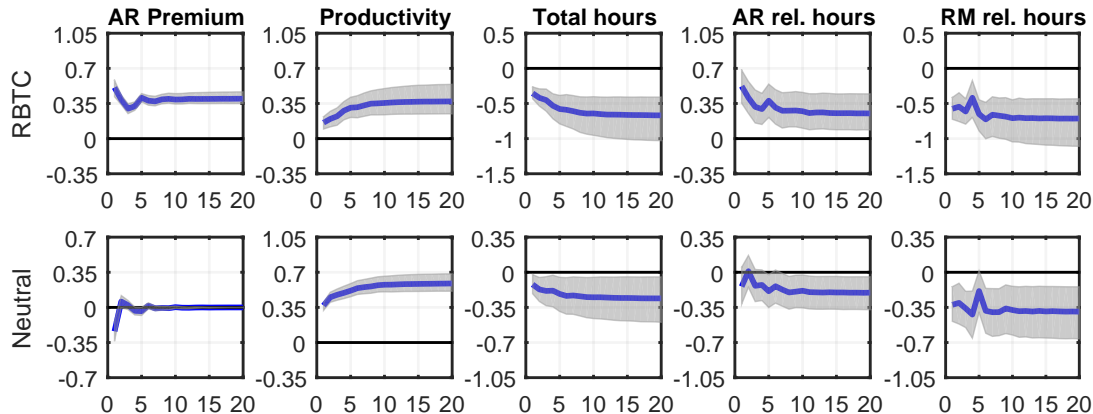 AR Premium Productivity Total hours AR rel. hours RM rel. hours
RBTC
1.05 1.05 0.5 1.05 0.5
0.7 0.7 0 0.7 0
0.35 0.35 -0.5 0.35 -0.5
0 0 -1 0 -1
-0.35 -0.35 -1.5 -0.35 -1.5
0 5 10 15 20 0 5 10 15 20 0 5 10 15 20 0 5 10 15 20 0 5 10 15 20
Neutral
0.7 1.05 0.35 0.35 0.35
0.35 0.7 0 0 0
0 0.35 -0.35 -0.35 -0.35
-0.35 0 -0.7 -0.7 -0.7
-0.7 -0.35 -1.05 -1.05 -1.05
0 5 10 15 20 0 5 10 15 20 0 5 10 15 20 0 5 10 15 20 0 5 10 15 20